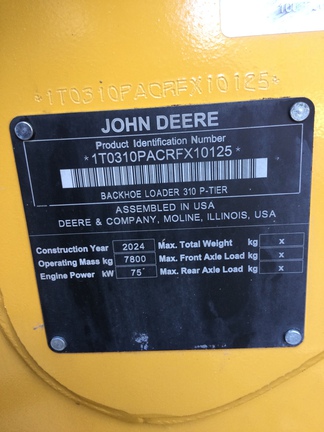 *1T0310PACRFX10125*
JOHN DEERE
Product Identification Number
*1T0310PACRFX10125*
BACKHOE LOADER 310 P-TIER
ASSEMBLED IN USA
DEERE & COMPANY, MOLINE, ILLINOIS, USA
Construction Year 2024 Max. Total Weight kg X
Operating Mass kg 7800 Max. Front Axle Load kg X
Engine Power kW 75 Max. Rear Axle Load kg X